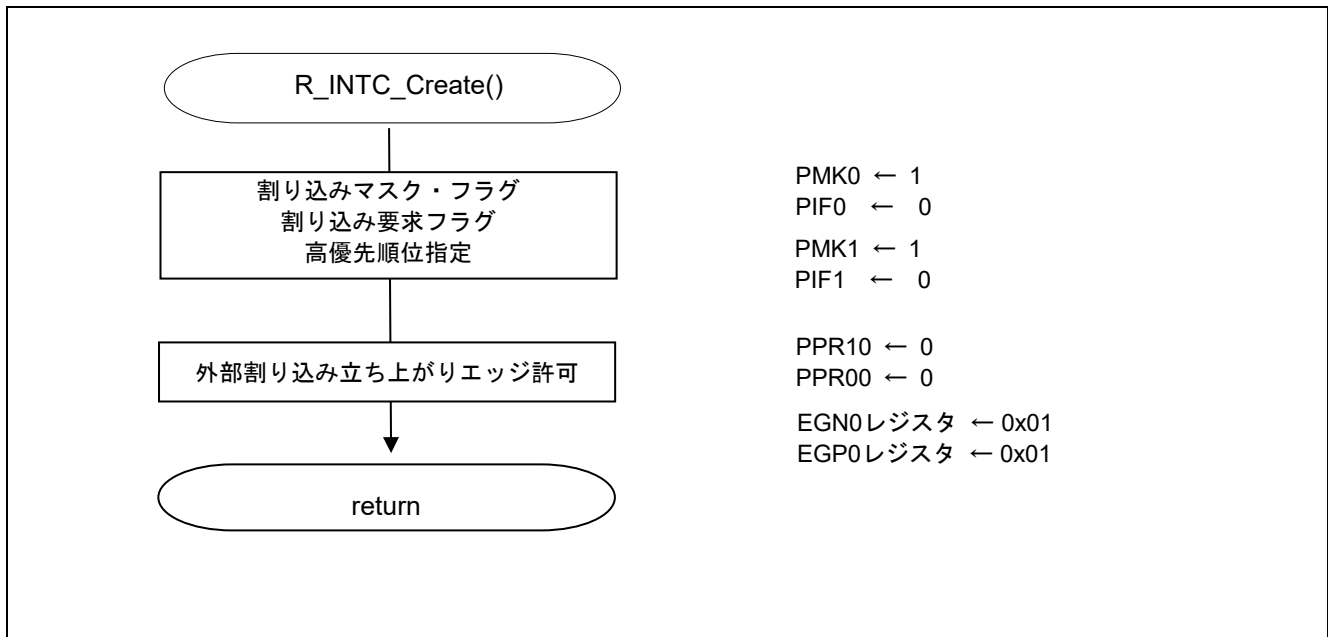 R_INTC_Create()
割り込みマスク・フラグ
割り込み要求フラグ
高優先順位指定
PMK0 ← 1
PIF0 ← 0
PMK1 ← 1
PIF1 ← 0
外部割り込み立ち上がりエッジ許可
PPR10 ← 0
PPR00 ← 0
EGN0レジスタ ← 0x01
EGP0レジスタ ← 0x01
return